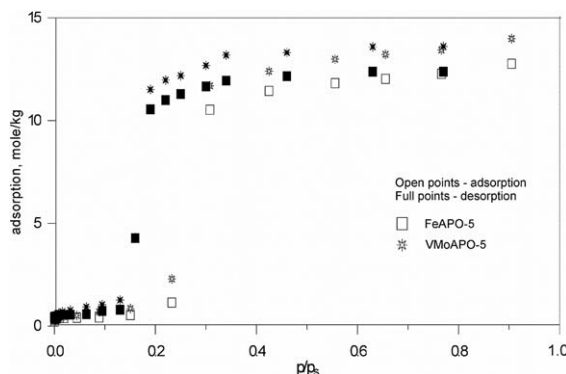 15
10
5
0
adsorption, mole/kg
Open points - adsorption
Full points - desorption
FeAPO-5
VMoAPO-5
0.0 0.2 0.4 0.6 0.8 1.0
p/ps